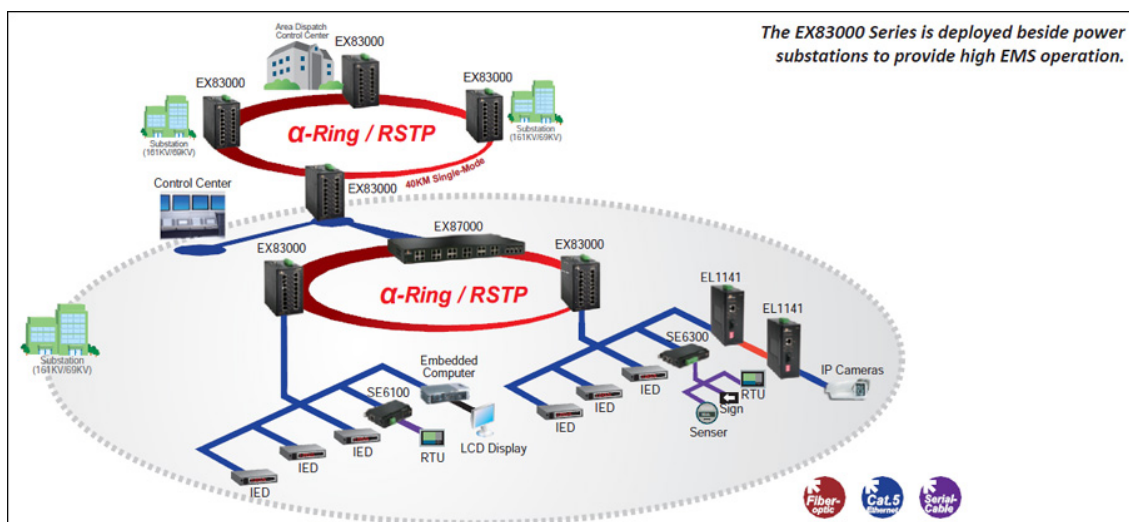 The EX83000 Series is deployed beside power
substations to provide high EMS operation.
Area Dispatch
Control Center
EX83000
EX83000
EX83000
α-Ring / RSTP
Substation
(161KV/69KV)
Substation
(161KV/69KV)
40KM Single-Mode
Control Center
EX83000
EX87000
EX83000
EX83000
α-Ring / RSTP
EL1141
EL1141
Substation
(161KV/69KV)
SE6300
Embedded
Computer
IP Cameras
SE6100
IED
RTU
Sign
IED
IED
Senser
LCD Display
RTU
IED
IED
IED
Fiber-
optic
Cat.5
Ethernet
Serial-
Cable